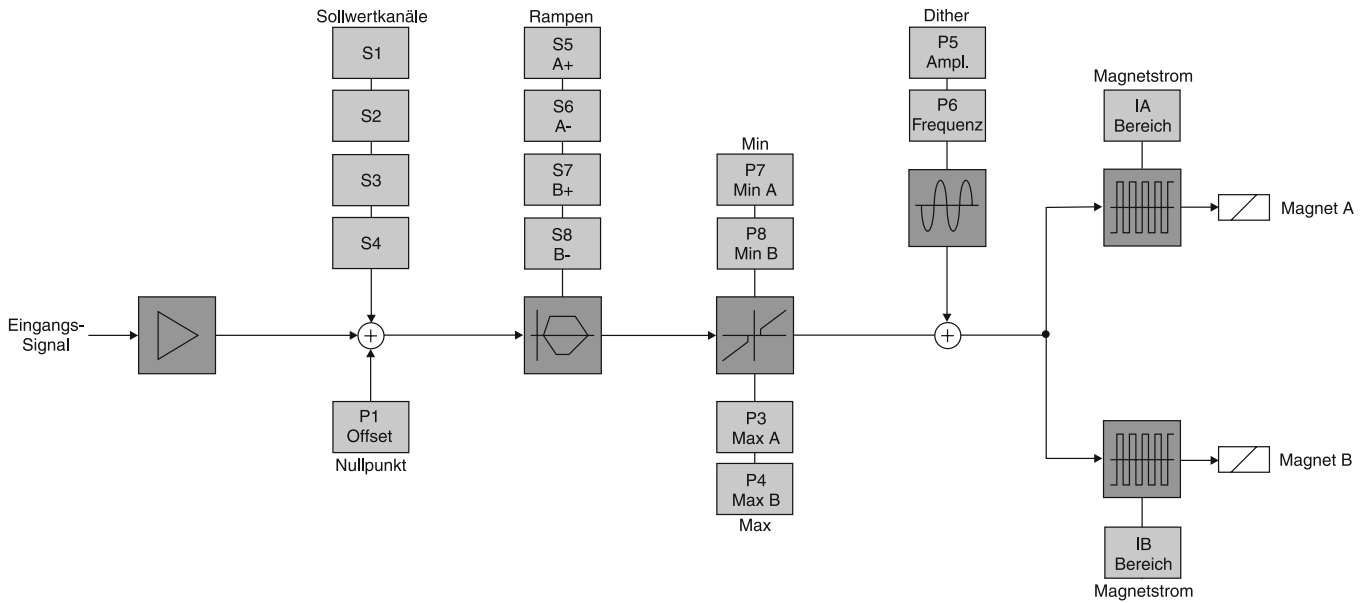 Sollwertkanäle
S1
S2
S3
S4
Rampen
S5
A+
S6
A-
S7
B+
S8
B-
Dither
P5
Ampl.
P6
Frequenz
Min
P7
Min A
P8
Min B
Magnetstrom
IA
Bereich
Magnet A
Eingangs-
Signal
P1
Offset
Nullpunkt
P3
Max A
P4
Max B
Max
Magnet B
IB
Bereich
Magnetstrom